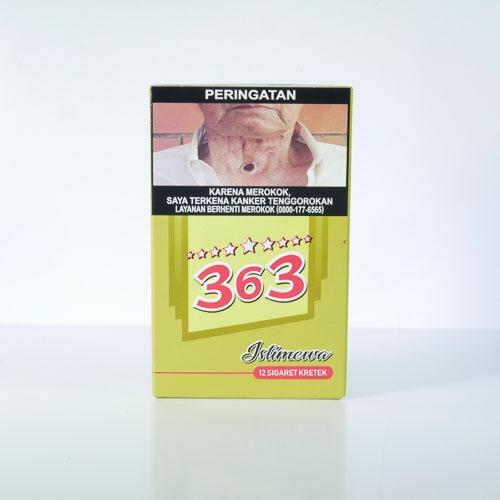 PERINGATAN
KARENA MEROKOK,
SAYA TERKENA KANKER TENGGOROKAN
LAYANAN BERHENTI MEROKOK (0800-177-6565)
363
Istimewa
12 SIGARET KRETEK